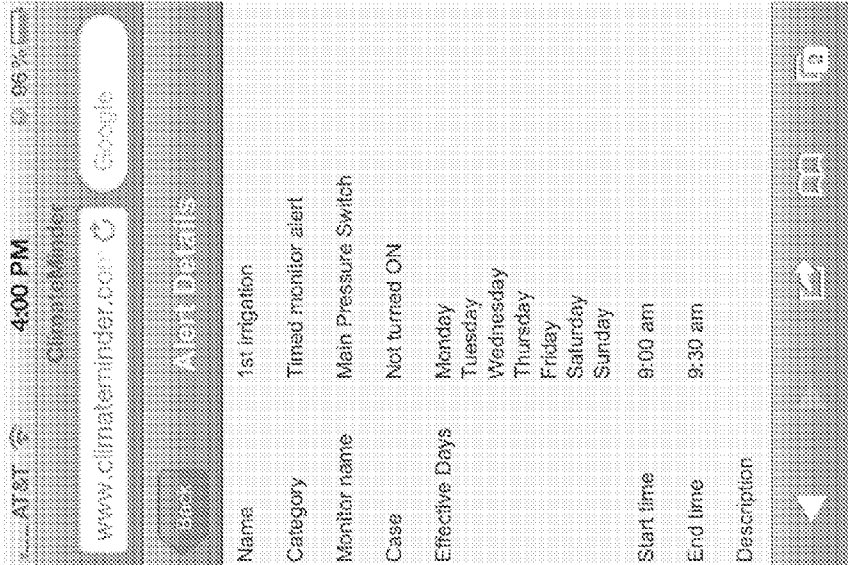 AT&T 4:00 PM 96 %
ClimateMinder
www.climateminder.com Google
Back Alert Details
Name 1st irrigation
Category Timed monitor alert
Monitor name Main Pressure Switch
Case Not turned ON
Effective Days Monday
Tuesday
Wednesday
Thursday
Friday
Saturday
Sunday
Start time 9:00 am
End time 9:30 am
Description